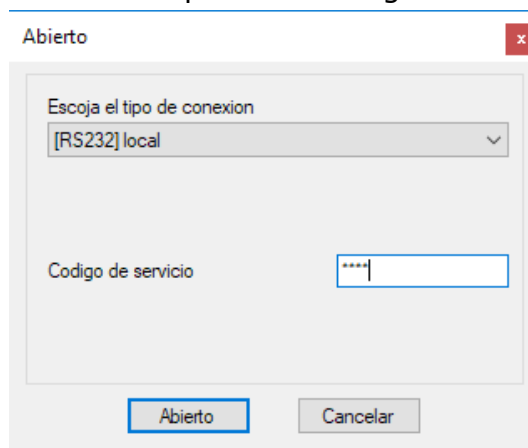 Abierto
x
Escoja el tipo de conexion
[RS232] local
Codigo de servicio
****
Abierto
Cancelar